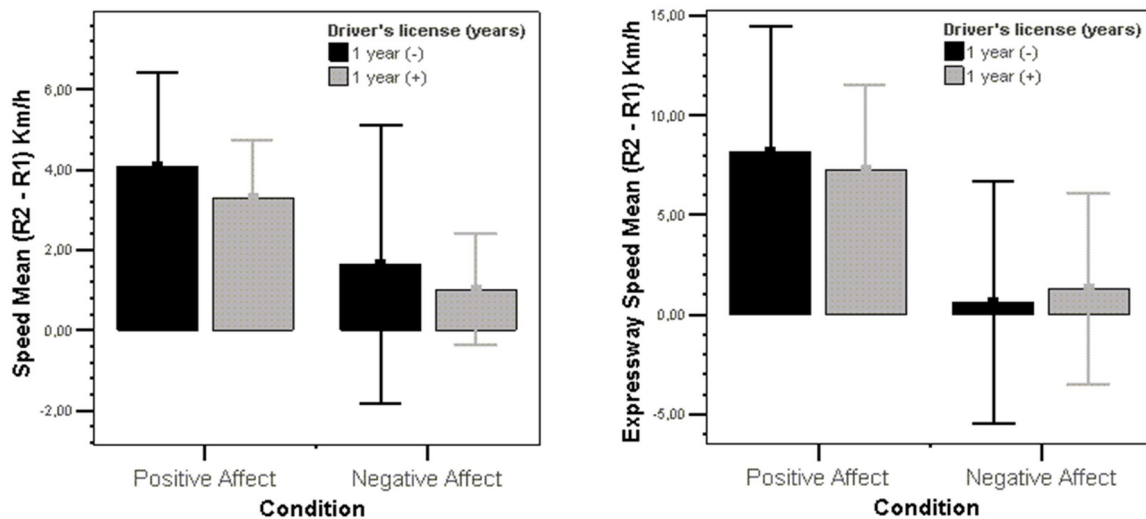 Speed Mean (R2 - R1) Km/h
Driver's license (years)
1 year (-)
1 year (+)
6,00
4,00
2,00
0,00
-2,00
Positive Affect
Negative Affect
Condition
Expressway Speed Mean (R2 - R1) Km/h
Driver's license (years)
1 year (-)
1 year (+)
15,00
10,00
5,00
0,00
-5,00
Positive Affect
Negative Affect
Condition